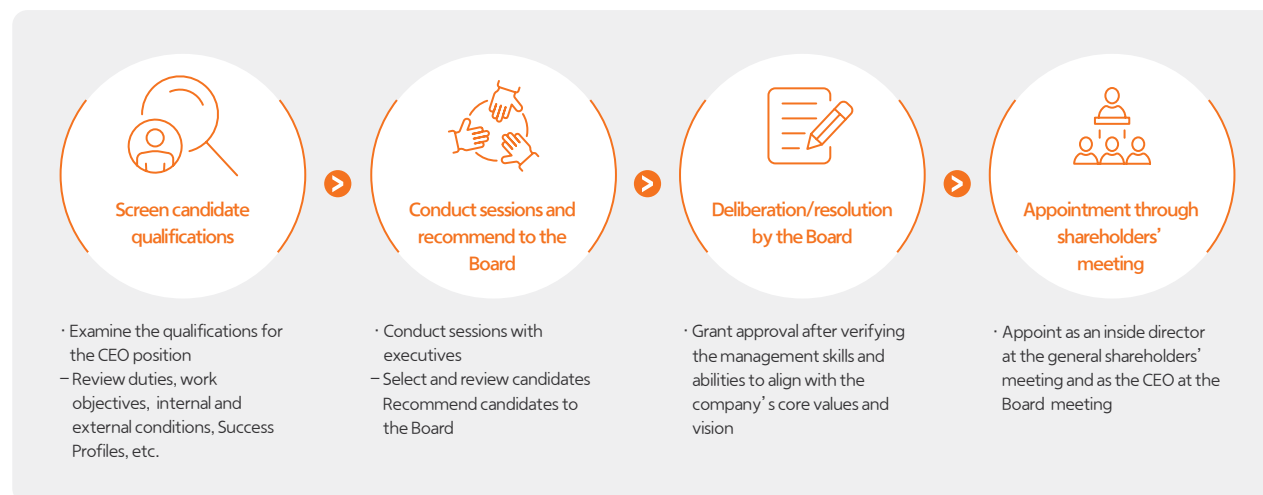 Screen candidate
qualifications
· Examine the qualifications for
the CEO position
– Review duties, work
objectives, internal and
external conditions, Success
Profiles, etc.
>
Conduct sessions and
recommend to the
Board
· Conduct sessions with
executives
– Select and review candidates
Recommend candidates to
the Board
>
Deliberation/resolution
by the Board
· Grant approval after verifying
the management skills and
abilities to align with the
company's core values and
vision
>
Appointment through
shareholders'
meeting
· Appoint as an inside director
at the general shareholders'
meeting and as the CEO at the
Board meeting